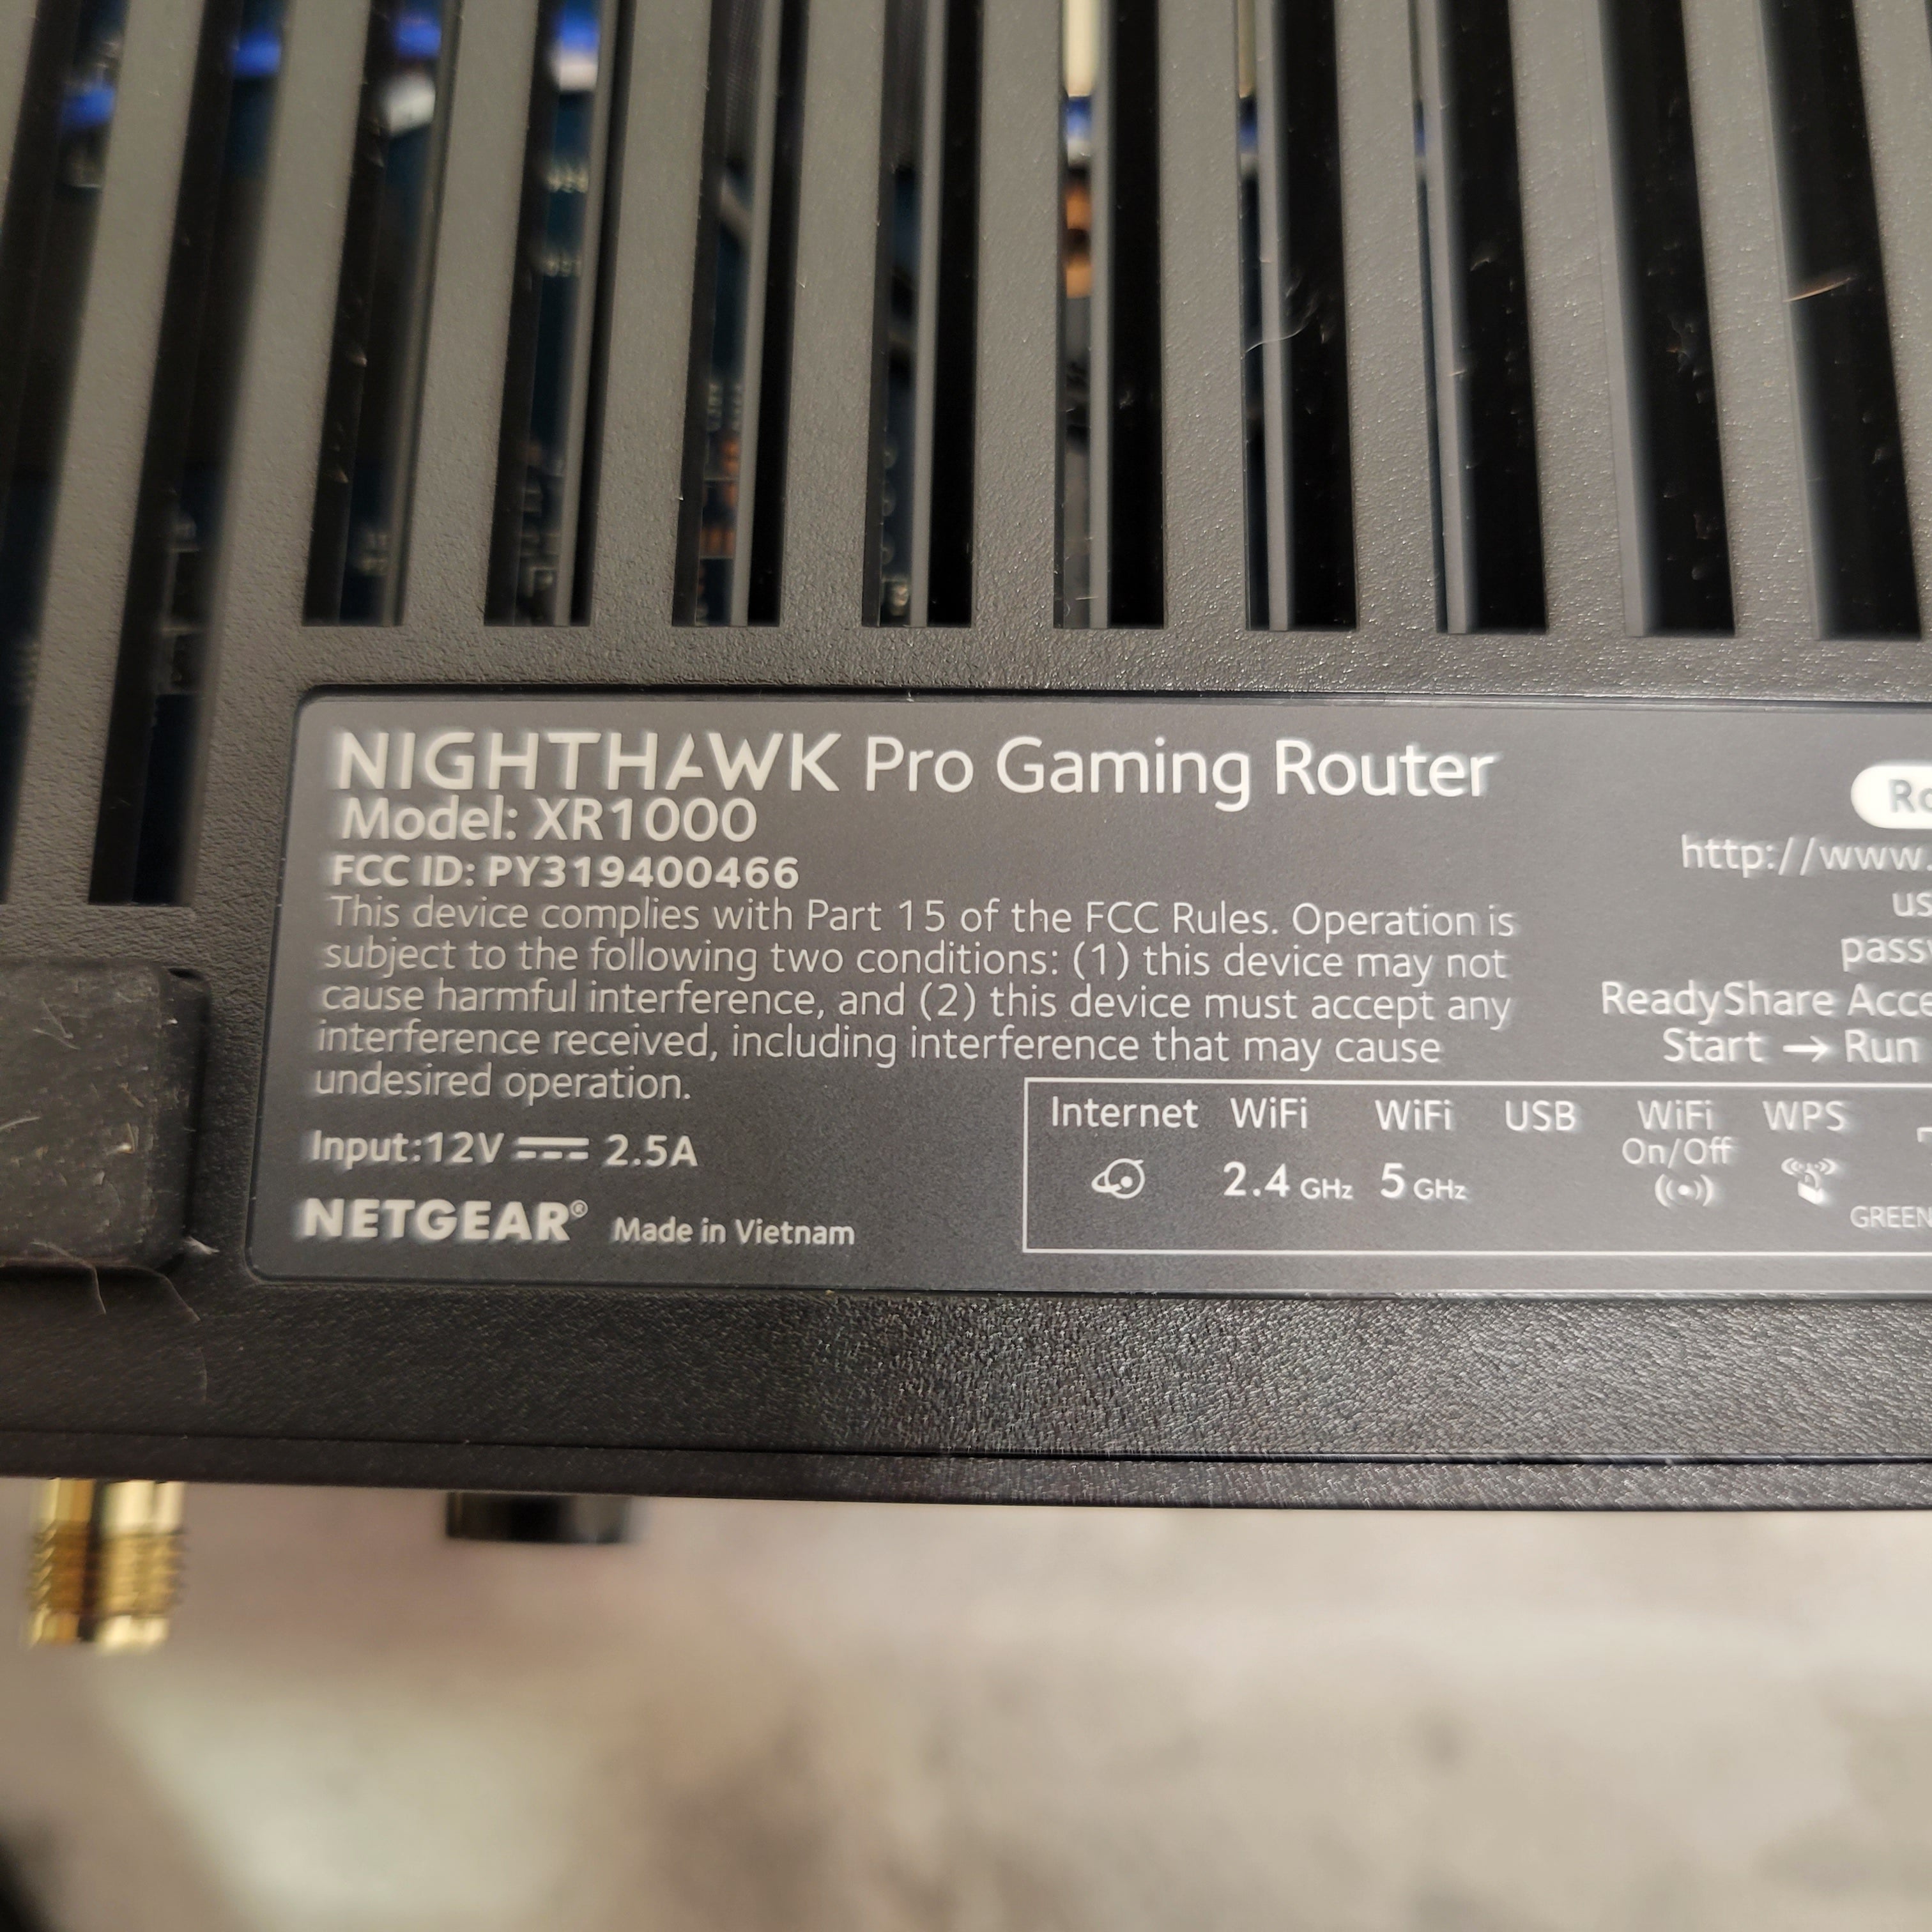 NIGHTHAWK Pro Gaming Router
Model: XR1000
FCC ID: PY319400466
This device complies with Part 15 of the FCC Rules. Operation is
subject to the following two conditions: (1) this device may not
cause harmful interference, and (2) this device must accept any
interference received, including interference that may cause
undesired operation.
Input:12V 2.5A
NETGEAR® Made in Vietnam
http://www.
ReadyShare
Start → Run
Internet WiFi WiFi USB WiFi WPS
On/Off
2.4 GHz 5 GHz
GREEN